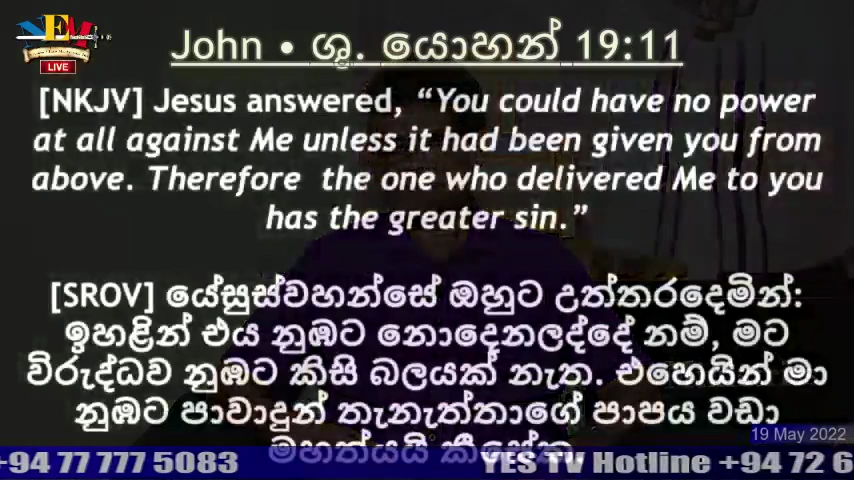 NEM
LIVE
John • ශු. යොහන් 19:11
[NKJV] Jesus answered, “You could have no power
at all against Me unless it had been given you from
above. Therefore the one who delivered Me to you
has the greater sin.”
[SROV] යේසුස්වහන්සේ ඔහුට උත්තරදෙමින්:
ඉහළින් එය නුඹට නොදෙනලද්දේ නම්, මට
විරුද්ධව නුඹට කිසි බලයක් නැත. එහෙයින් මා
නුඹට පාවාදුන් තැනැත්තාගේ පාපය වඩා
මහත්යයි කීසේක.
19 May 2022
+94 77 777 5083 YES TV Hotline +94 72 6